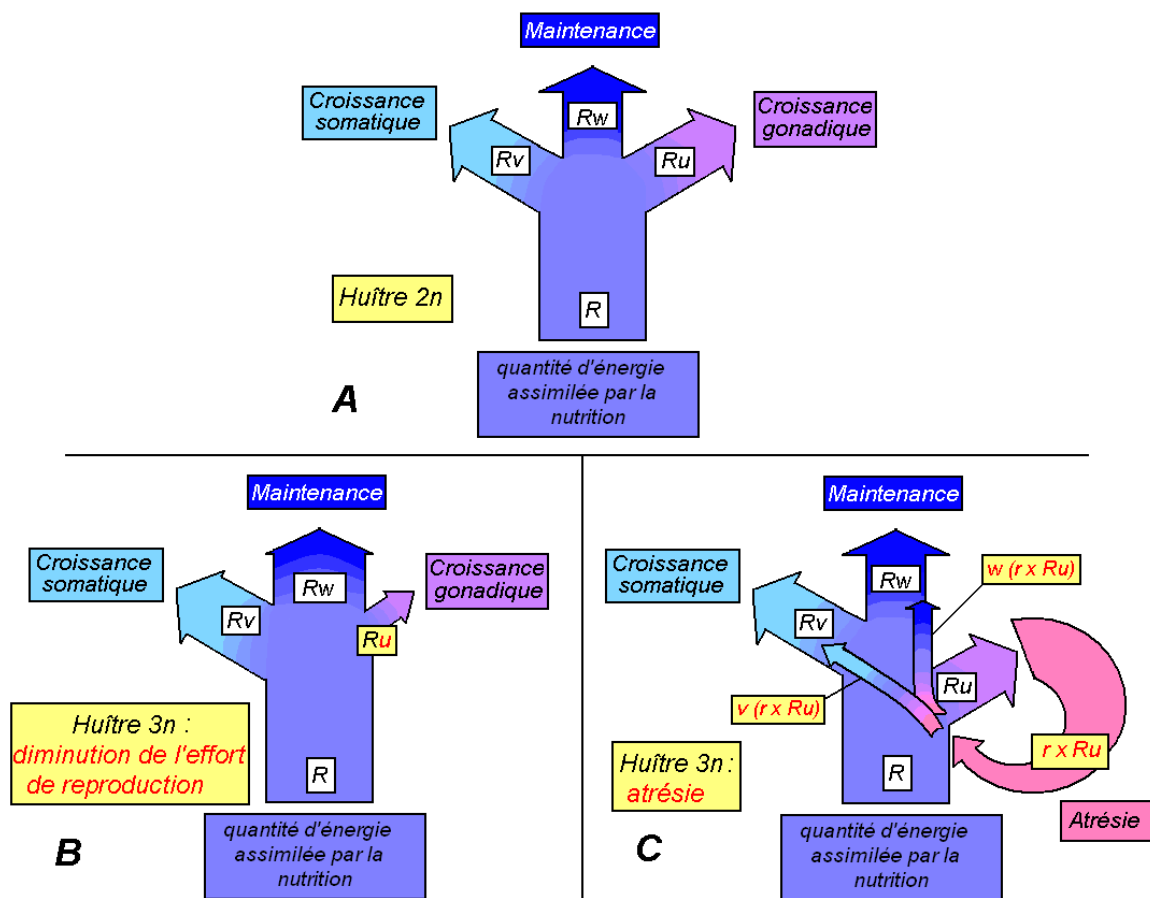 Maintenance
Croissance
somatique
Croissance
gonadique
Rw
Rv
Ru
Huître 2n
R
quantité d'énergie
assimilée par la
nutrition
A
Maintenance
Croissance
somatique
Croissance
gonadique
Rw
Rv
Ru
Huître 3n :
diminution de l'effort
de reproduction
R
quantité d'énergie
assimilée par la
nutrition
B
Maintenance
Croissance
somatique
w (r x Ru)
Rw
Rv
Ru
v (r x Ru)
r x Ru
Huître 3n :
atrésie
R
Atrésie
quantité d'énergie
assimilée par la
nutrition
C